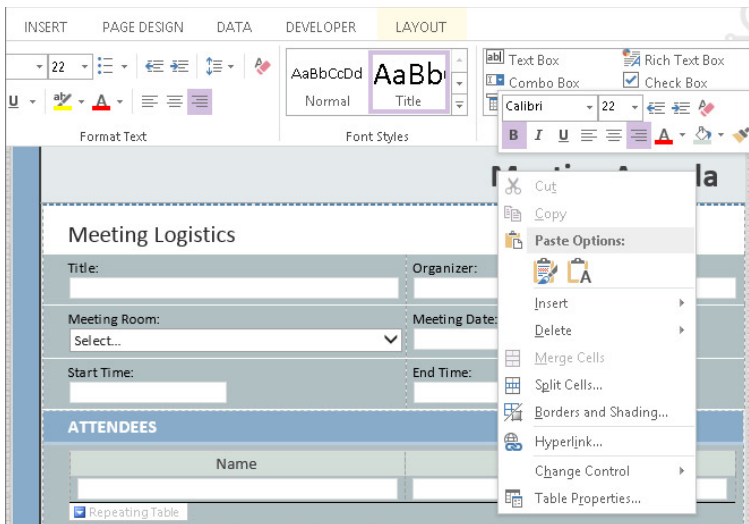 INSERT PAGE DESIGN DATA DEVELOPER LAYOUT
22
AaBbCcDd AaBb
Normal Title
Text Box Rich Text Box
Combo Box Check Box
Calibri 22
B I U A
U A
Format Text Font Styles
Cut
Copy
Paste Options:
Insert
Delete
Merge Cells
Split Cells...
Borders and Shading...
Hyperlink...
Change Control
Table Properties...
Meeting Logistics
Title: Organizer:
Meeting Room: Meeting Date:
Select...
Start Time: End Time:
ATTENDEES
Name
Repeating Table